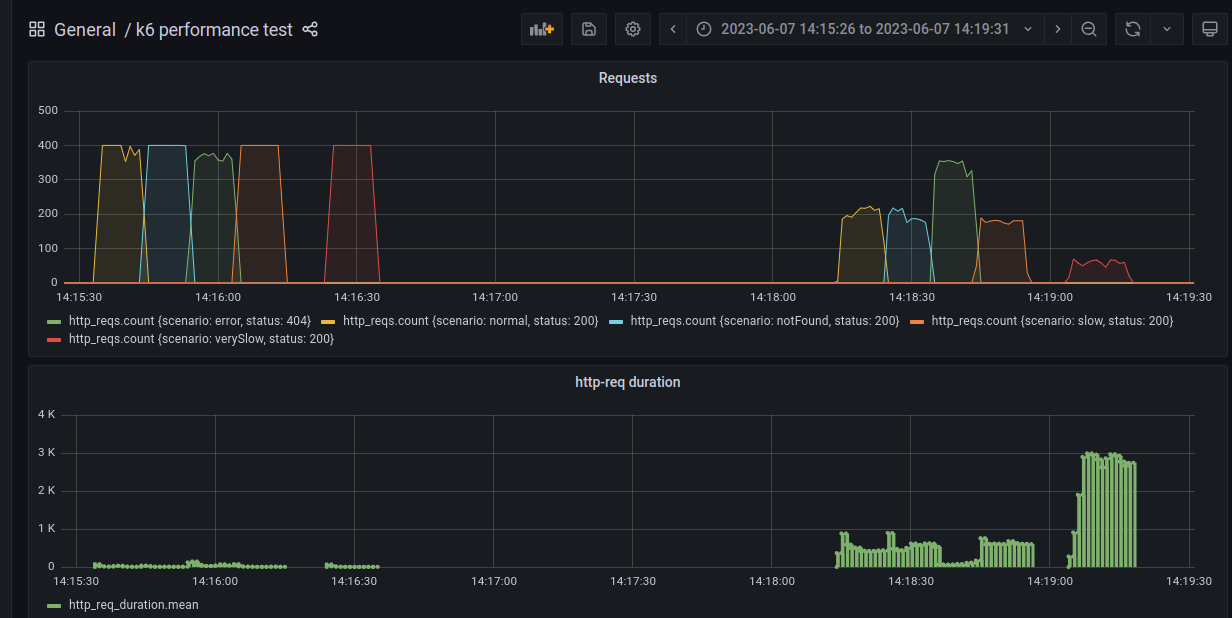 General / k6 performance test
2023-06-07 14:15:26 to 2023-06-07 14:19:31
Requests
500
400
300
200
100
0
14:15:30 14:16:00 14:16:30 14:17:00 14:17:30 14:18:00 14:18:30 14:19:00 14:19:30
http_reqs.count {scenario: error, status: 404} http_reqs.count {scenario: normal, status: 200} http_reqs.count {scenario: notFound, status: 200} http_reqs.count {scenario: slow, status: 200}
http_reqs.count {scenario: verySlow, status: 200}
http-req duration
4 K
3 K
2 K
1 K
0
14:15:30 14:16:00 14:16:30 14:17:00 14:17:30 14:18:00 14:18:30 14:19:00 14:19:30
http_req_duration.mean